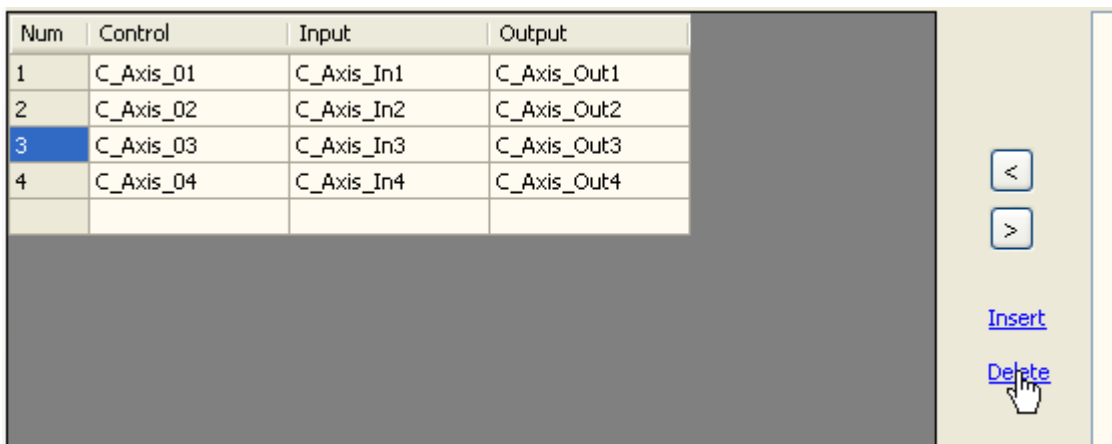 Num Control Input Output
1 C_Axis_01 C_Axis_In1 C_Axis_Out1
2 C_Axis_02 C_Axis_In2 C_Axis_Out2
3 C_Axis_03 C_Axis_In3 C_Axis_Out3
4 C_Axis_04 C_Axis_In4 C_Axis_Out4
<
>
Insert
Delete